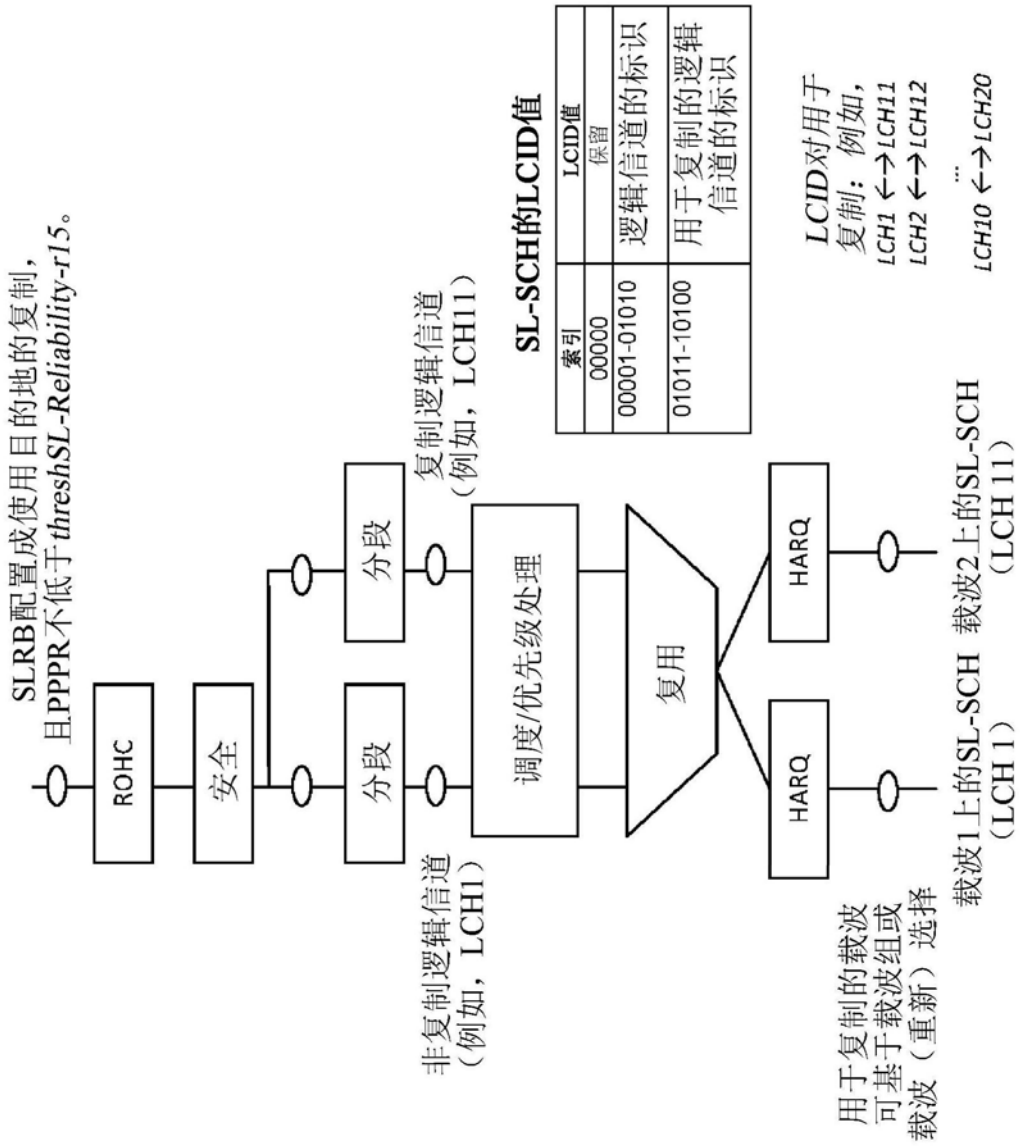 SLRB配置成使用目的地的复制，
且PPPR不低于threshSL-Reliability-r15。
ROHC
安全
分段
分段
非复制逻辑信道
（例如，LCH1）
复制逻辑信道
（例如，LCH11）
调度/优先级处理
复用
HARQ
HARQ
用于复制的载波
可基于载波组或
载波（重新）选择
载波1上的SL-SCH
（LCH 1）
载波2上的SL-SCH
（LCH 11）
SL-SCH的LCID值
索引 LCID值
00000 保留
00001-01010 逻辑信道的标识
01011-10100 用于复制的逻辑
信道的标识
LCID对用于
复制：例如，
LCH1 ←→LCH11
LCH2 ←→LCH12
...
LCH10 ←→LCH20